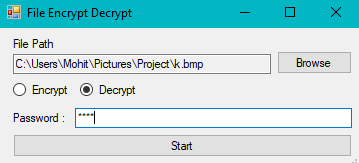 File Encrypt Decrypt
File Path
C:\Users\Mohit\Pictures\Project\k.bmp Browse
Encrypt Decrypt
Password : ****
Start